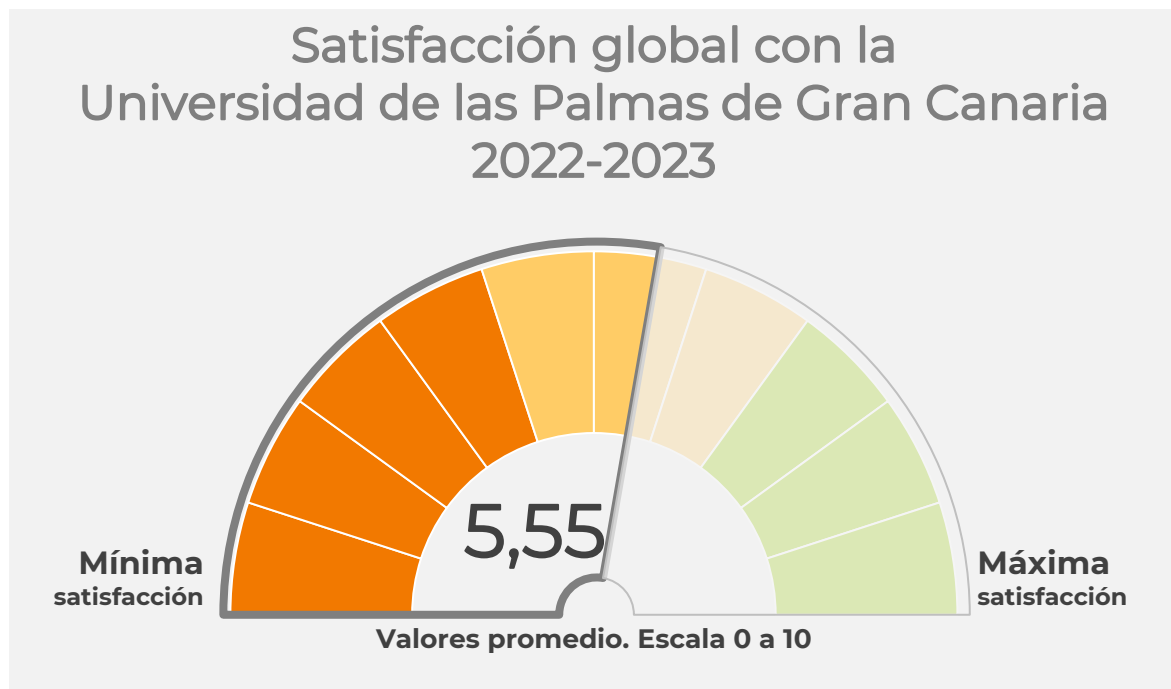 Satisfacción global con la
Universidad de las Palmas de Gran Canaria
2022-2023
5,55
Mínima
satisfacción
Máxima
satisfacción
Valores promedio. Escala 0 a 10